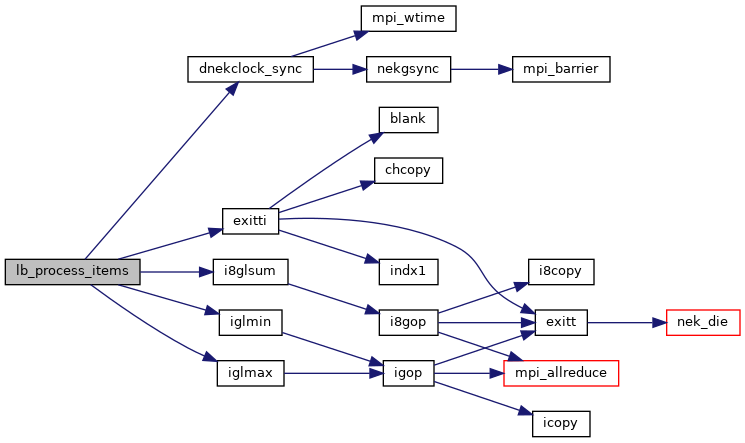 mpi_wtime
dnekclock_sync
nekgsync
mpi_barrier
blank
chcopy
exitti
lb_process_items
i8glsum
indx1
i8copy
iglmin
i8gop
exitt
nek_die
iglmax
igop
mpi_allreduce
icopy